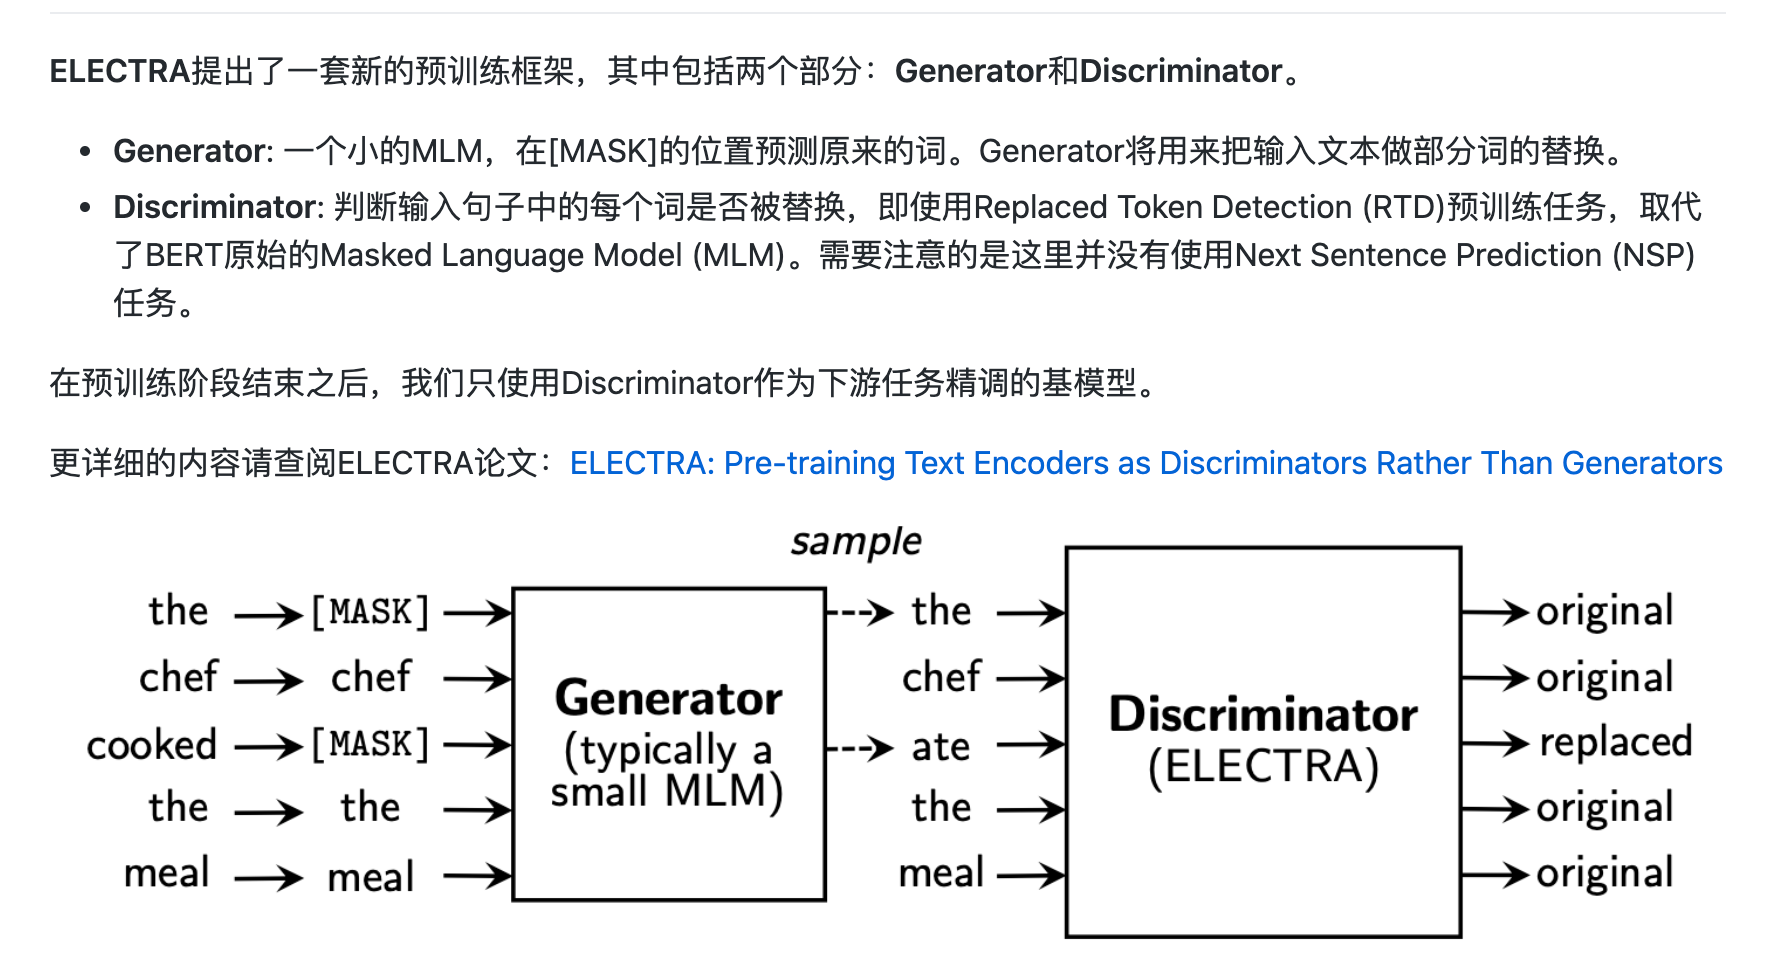 ELECTRA提出了一套新的预训练框架，其中包括两个部分：Generator和Discriminator。
• Generator: 一个小的MLM，在[MASK]的位置预测原来的词。Generator将用来把输入文本做部分词的替换。
• Discriminator: 判断输入句子中的每个词是否被替换，即使用Replaced Token Detection (RTD)预训练任务，取代
了BERT原始的Masked Language Model (MLM)。需要注意的是这里并没有使用Next Sentence Prediction (NSP)
任务。
在预训练阶段结束之后，我们只使用Discriminator作为下游任务精调的基模型。
更详细的内容请查阅ELECTRA论文：ELECTRA: Pre-training Text Encoders as Discriminators Rather Than Generators
sample
the [MASK] the original
chef chef chef original
cooked [MASK] ate replaced
the the the original
meal meal meal original
Generator
(typically a
small MLM)
Discriminator
(ELECTRA)